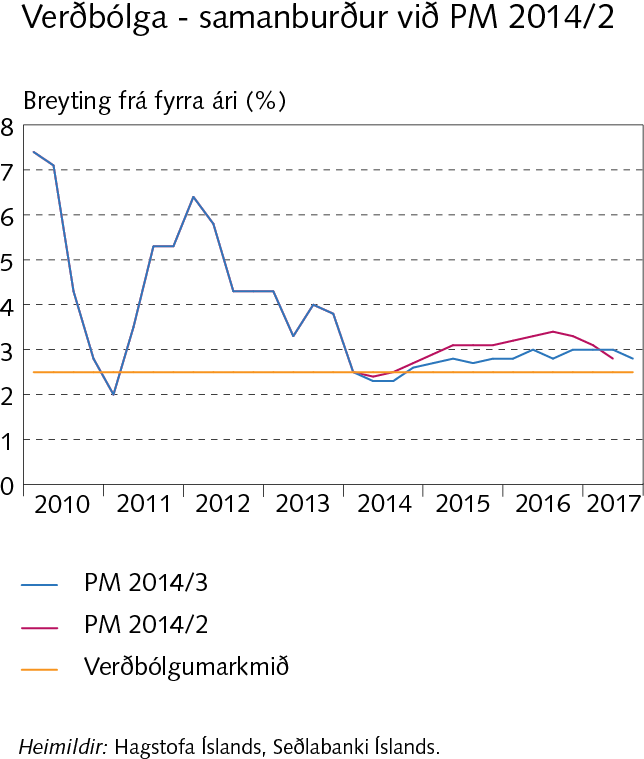 Verðbólga - samanburður við PM 2014/2
Breyting frá fyrra ári (%)
8
7
6
5
4
3
2
1
0
2010 2011 2012 2013 2014 2015 2016 2017
PM 2014/3
PM 2014/2
Verðbólgumarkmið
Heimildir: Hagstofa Íslands, Seðlabanki Íslands.